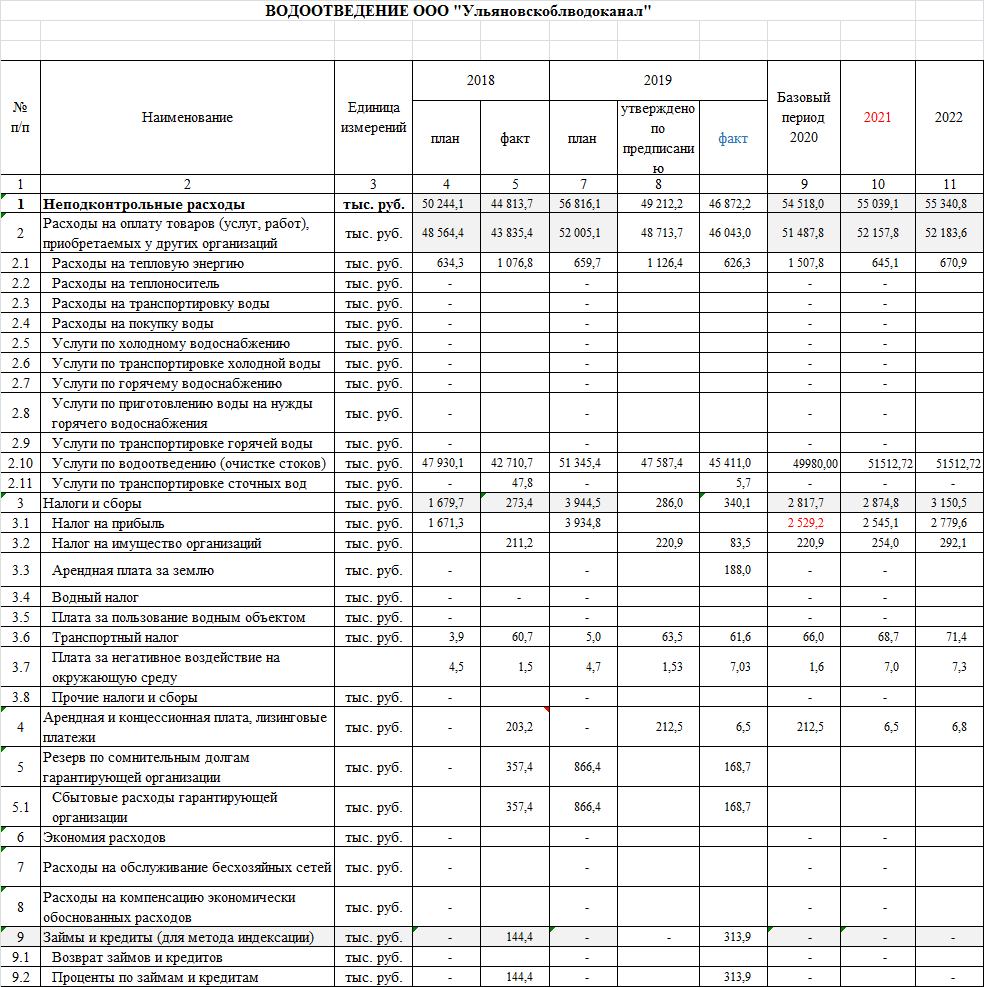 ВОДООТВЕДЕНИЕ ООО "Ульяновскоблводоканал"
№ п/п Наименование Единица измерений 2018 2019 Базовый период 2020 2021 2022
план факт план утверждено по предписанию факт
1 2 3 4 5 7 8 9 10 11
1 Неподконтрольные расходы тыс. руб. 50 244,1 44 813,7 56 816,1 49 212,2 46 872,2 54 518,0 55 039,1 55 340,8
2 Расходы на оплату товаров (услуг, работ), приобретаемых у других организаций тыс. руб. 48 564,4 43 835,4 52 005,1 48 713,7 46 043,0 51 487,8 52 157,8 52 183,6
2.1 Расходы на тепловую энергию тыс. руб. 634,3 1 076,8 659,7 1 126,4 626,3 1 507,8 645,1 670,9
2.2 Расходы на теплоноситель тыс. руб. - - - -
2.3 Расходы на транспортировку воды тыс. руб. - - - -
2.4 Расходы на покупку воды тыс. руб. - - - -
2.5 Услуги по холодному водоснабжению тыс. руб. - - - -
2.6 Услуги по транспортировке холодной воды тыс. руб. - - - -
2.7 Услуги по горячему водоснабжению тыс. руб. - - - -
2.8 Услуги по приготовлению воды на нужды горячего водоснабжения тыс. руб. - - - -
2.9 Услуги по транспортировке горячей воды тыс. руб. - - - -
2.10 Услуги по водоотведению (очистке стоков) тыс. руб. 47 930,1 42 710,7 51 345,4 47 587,4 45 411,0 49980,00 51512,72 51512,72
2.11 Услуги по транспортировке сточных вод тыс. руб. - 47,8 - 5,7 - - -
3 Налоги и сборы тыс. руб. 1 679,7 273,4 3 944,5 286,0 340,1 2 817,7 2 874,8 3 150,5
3.1 Налог на прибыль тыс. руб. 1 671,3 3 934,8 2 529,2 2 545,1 2 779,6
3.2 Налог на имущество организаций тыс. руб. 211,2 220,9 83,5 220,9 254,0 292,1
3.3 Арендная плата за землю тыс. руб. - - 188,0 - -
3.4 Водный налог тыс. руб. - - - - -
3.5 Плата за пользование водным объектом тыс. руб. - - - -
3.6 Транспортный налог тыс. руб. 3,9 60,7 5,0 63,5 61,6 66,0 68,7 71,4
3.7 Плата за негативное воздействие на окружающую среду 4,5 1,5 4,7 1,53 7,03 1,6 7,0 7,3
3.8 Прочие налоги и сборы тыс. руб. - - - -
4 Арендная и концессионная плата, лизинговые платежи тыс. руб. - 203,2 - 212,5 6,5 212,5 6,5 6,8
5 Резерв по сомнительным долгам гарантирующей организации тыс. руб. - 357,4 866,4 168,7
5.1 Сбытовые расходы гарантирующей организации тыс. руб. 357,4 866,4 168,7
6 Экономия расходов тыс. руб. - - - -
7 Расходы на обслуживание бесхозяйных сетей тыс. руб. - - - -
8 Расходы на компенсацию экономически обоснованных расходов тыс. руб. - - - -
9 Займы и кредиты (для метода индексации) тыс. руб. - 144,4 - - 313,9 - - -
9.1 Возврат займов и кредитов тыс. руб. - - - -
9.2 Проценты по займам и кредитам тыс. руб. - 144,4 - 313,9 - -